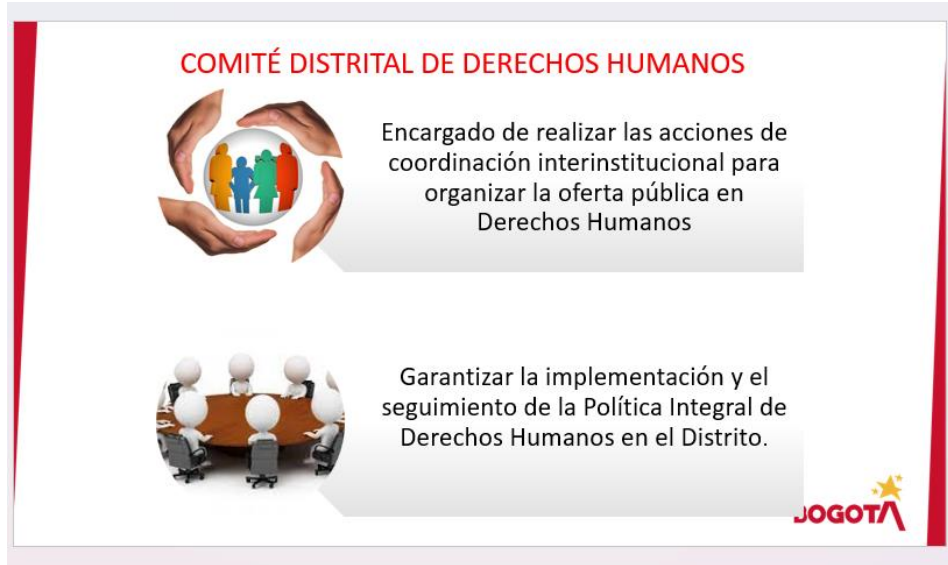 COMITÉ DISTRITAL DE DERECHOS HUMANOS
Encargado de realizar las acciones de
coordinación interinstitucional para
organizar la oferta pública en
Derechos Humanos
Garantizar la implementación y el
seguimiento de la Política Integral de
Derechos Humanos en el Distrito.
BOGOTÁ